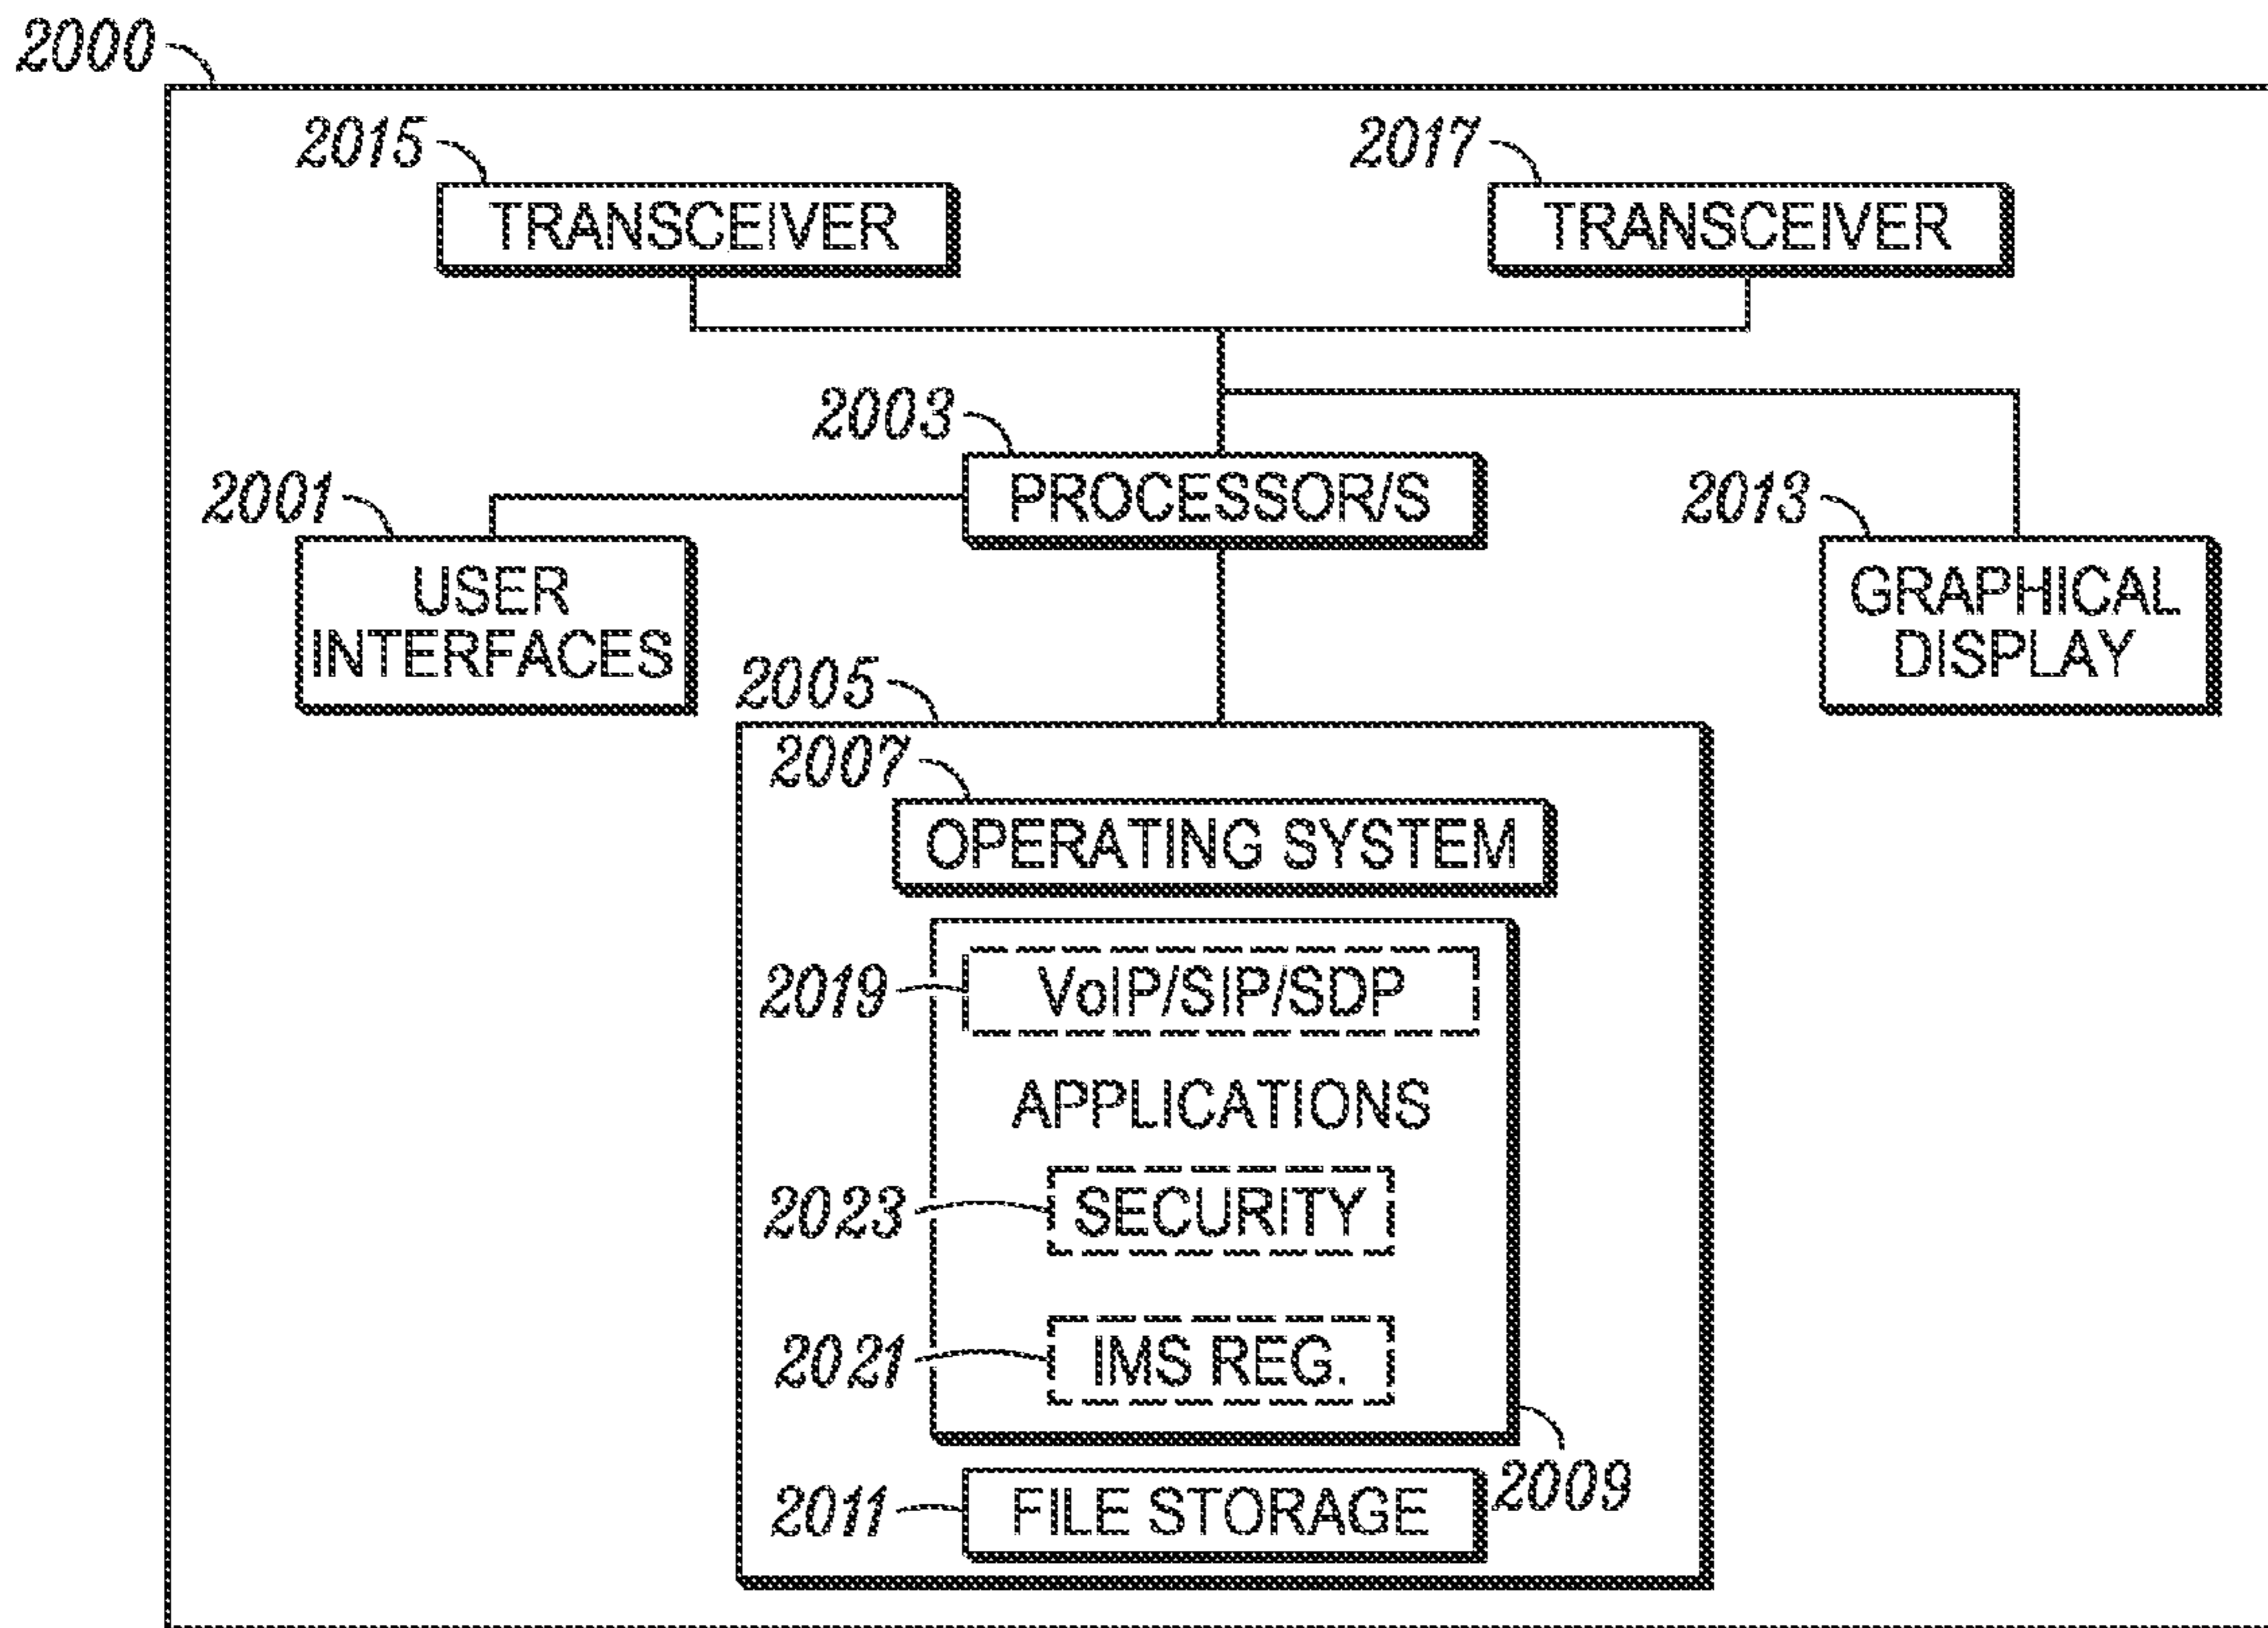 2000
2015
2017
TRANSCEIVER
TRANSCEIVER
2003
PROCESSOR/S
2001
2013
USER
INTERFACES
GRAPHICAL
DISPLAY
2005
2007
OPERATING SYSTEM
2019
VoIP/SIP/SDP
APPLICATIONS
2023
SECURITY
2021
IMS REG.
2009
2011
FILE STORAGE